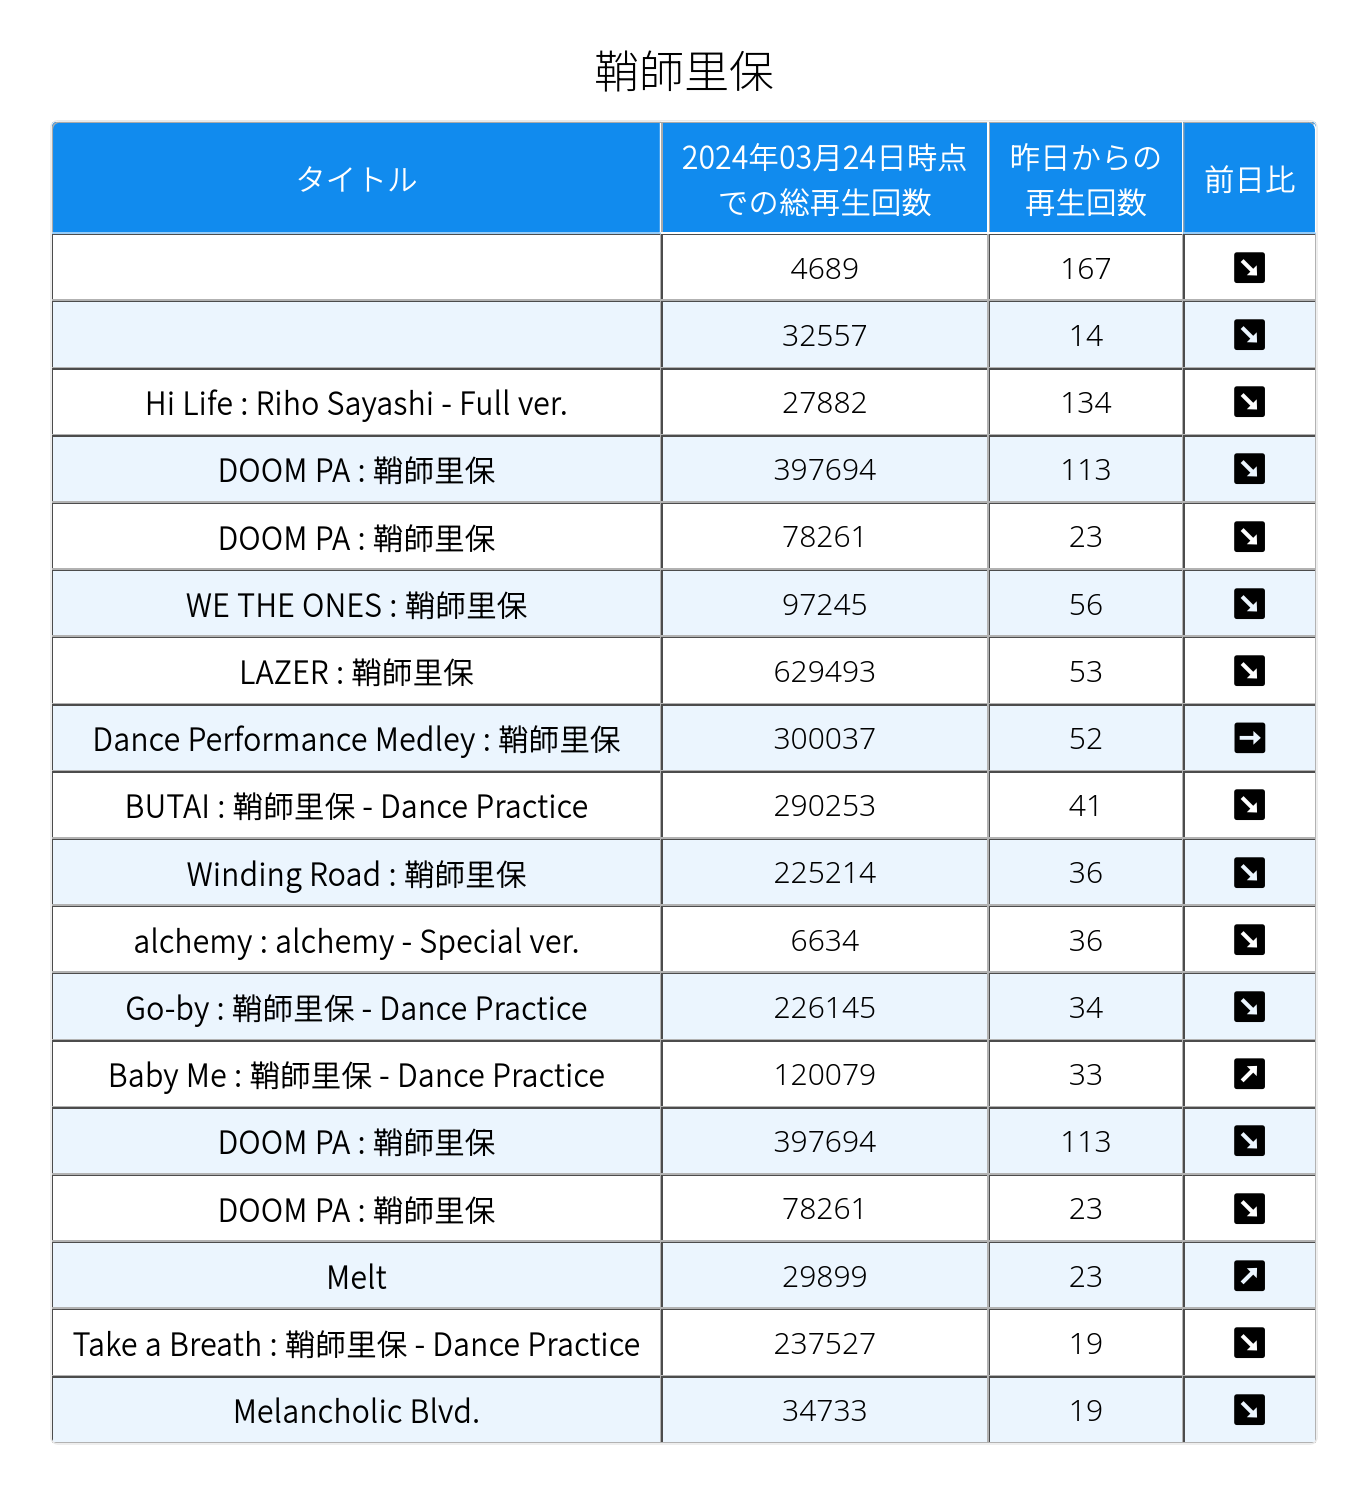 鞘師里保
タイトル 2024年03月24日時点での総再生回数 昨日からの再生回数 前日比
4689 167 ↘
32557 14 ↘
Hi Life : Riho Sayashi - Full ver. 27882 134 ↘
DOOM PA : 鞘師里保 397694 113 ↘
DOOM PA : 鞘師里保 78261 23 ↘
WE THE ONES : 鞘師里保 97245 56 ↘
LAZER : 鞘師里保 629493 53 ↘
Dance Performance Medley : 鞘師里保 300037 52 →
BUTAI : 鞘師里保 - Dance Practice 290253 41 ↘
Winding Road : 鞘師里保 225214 36 ↘
alchemy : alchemy - Special ver. 6634 36 ↘
Go-by : 鞘師里保 - Dance Practice 226145 34 ↘
Baby Me : 鞘師里保 - Dance Practice 120079 33 ↗
DOOM PA : 鞘師里保 397694 113 ↘
DOOM PA : 鞘師里保 78261 23 ↘
Melt 29899 23 ↗
Take a Breath : 鞘師里保 - Dance Practice 237527 19 ↘
Melancholic Blvd. 34733 19 ↘